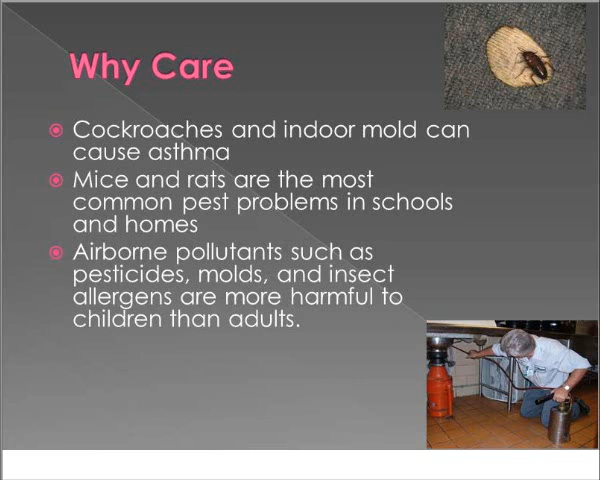 Why Care
Cockroaches and indoor mold can
cause asthma
Mice and rats are the most
common pest problems in schools
and homes
Airborne pollutants such as
pesticides, molds, and insect
allergens are more harmful to
children than adults.